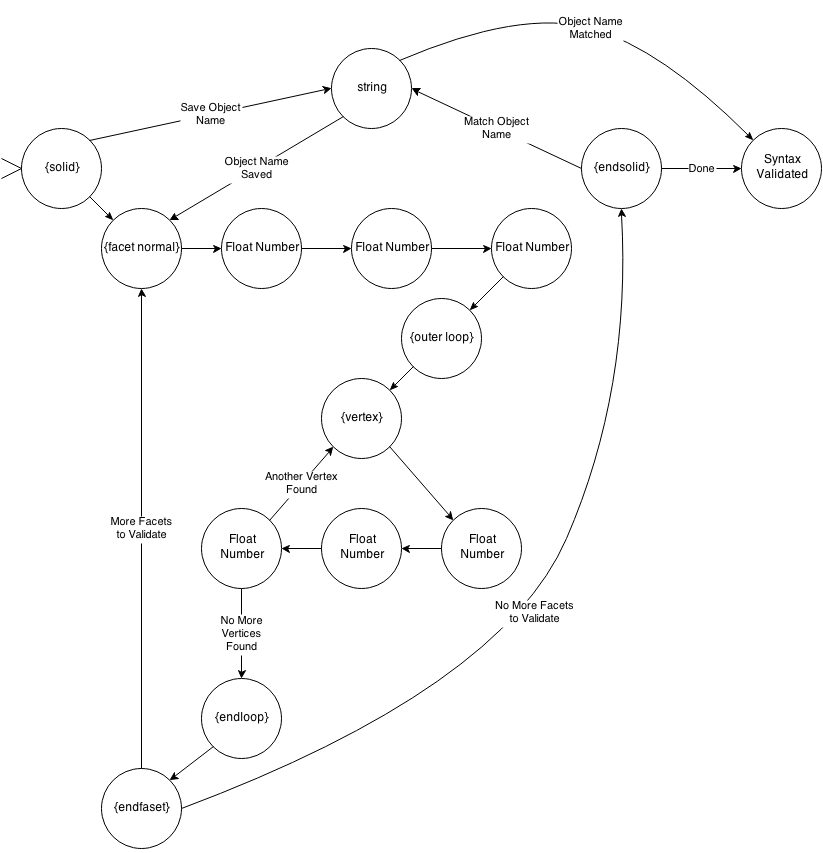 Object Name
Matched
string
Save Object
Name
Match Object
Name
{solid}
Object Name
Saved
{endsolid}
Done
Syntax
Validated
{facet normal}
Float Number
Float Number
Float Number
{outer loop}
{vertex}
Another Vertex
Found
More Facets
to Validate
Float
Number
Float
Number
Float
Number
No More Facets
to Validate
No More
Vertices
Found
{endloop}
{endfaset}